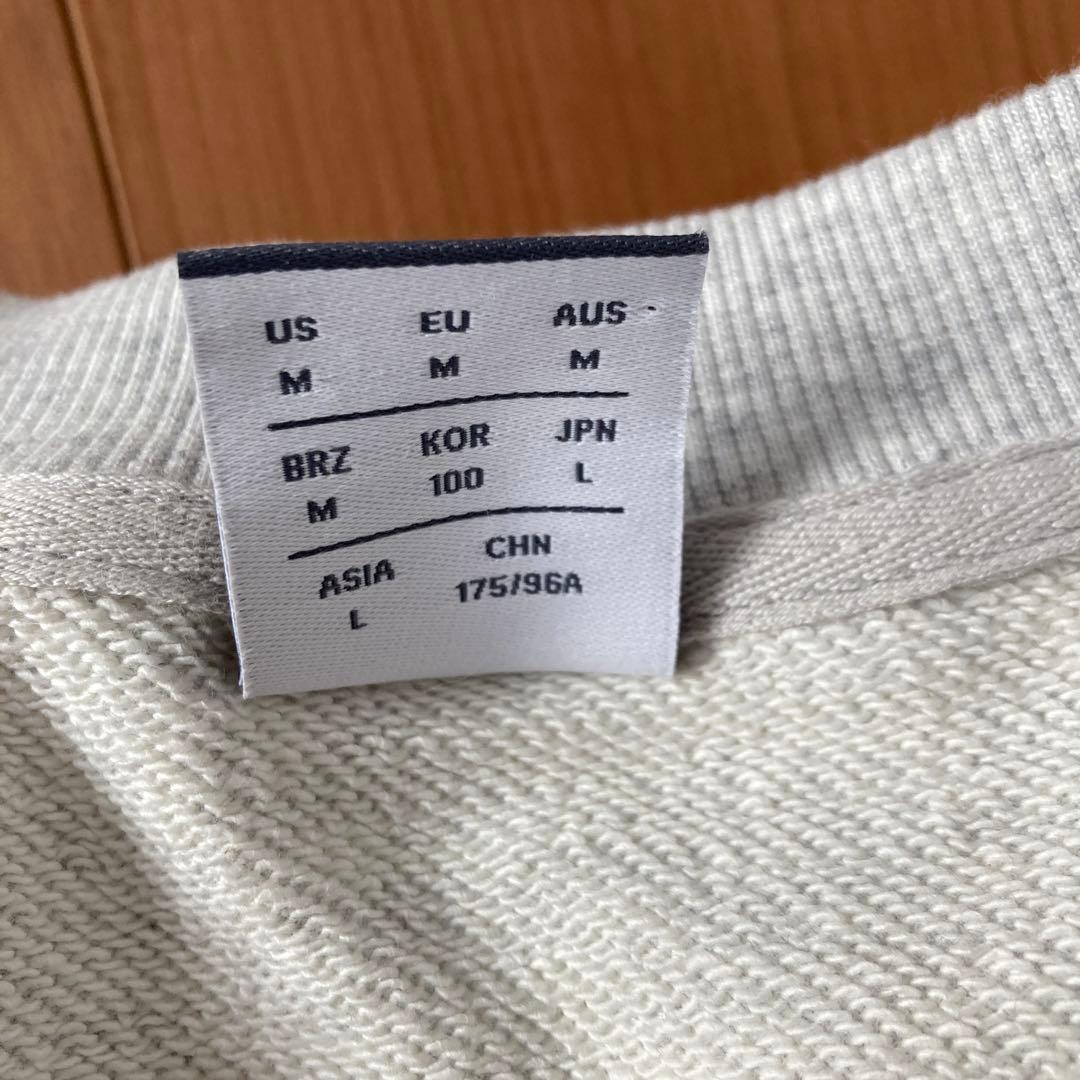 US EU AUS
M M M
BRZ KOR JPN
M 100 L
ASIA CHN
L 175/96A